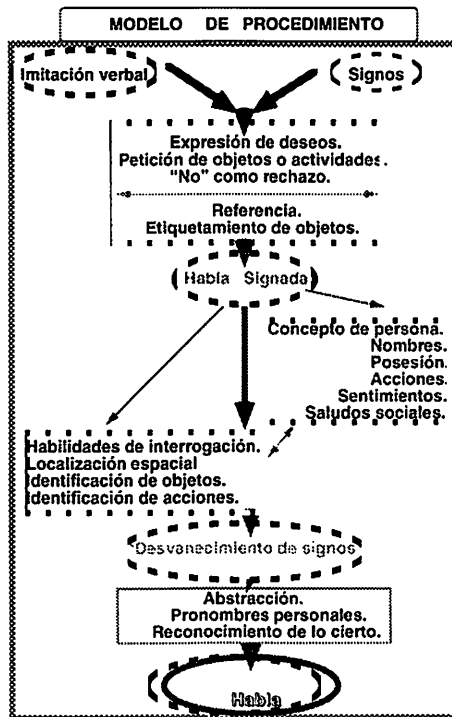 MODELO DE PROCEDIMIENTO
Imitación verbal
Signos
Expresión de deseos.
Petición de objetos o actividades.
"No" como rechazo.
Referencia.
Etiquetamiento de objetos.
Habla Signada
Concepto de persona.
Nombres.
Posesión.
Acciones.
Sentimientos.
Saludos sociales.
Habilidades de interrogación.
Localización espacial
Identificación de objetos.
Identificación de acciones.
Desvanecimiento de signos
Abstracción.
Pronombres personales.
Reconocimiento de lo cierto.
Habla